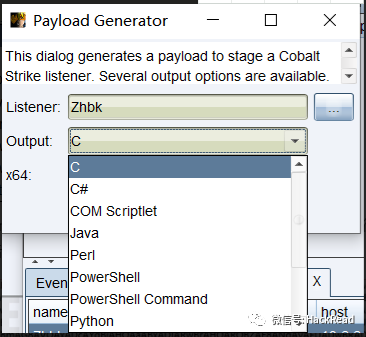 Payload Generator
This dialog generates a payload to stage a Cobalt
Strike listener. Several output options are available.
Listener:
Zhbk
...
Output:
C
x64:
C
C#
COM Scriptlet
Java
Perl
PowerShell
PowerShell Command
Python
Even
X
name
host
微信号: HackRead